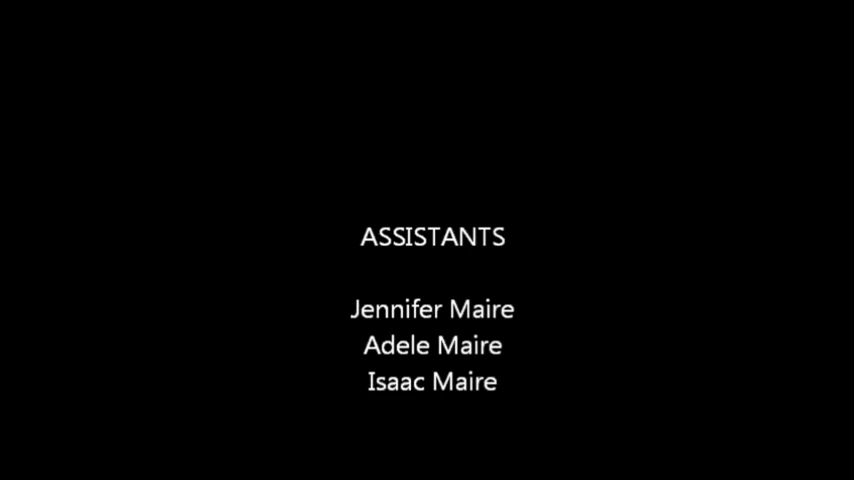 ASSISTANTS
Jennifer Maire
Adele Maire
Isaac Maire